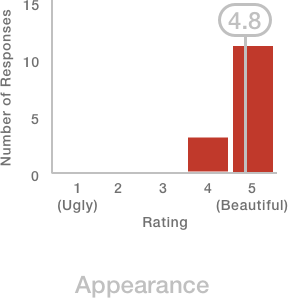 15
4.8
10
5
0
Number of Responses
1 2 3 4 5
(Ugly) (Beautiful)
Rating
Appearance